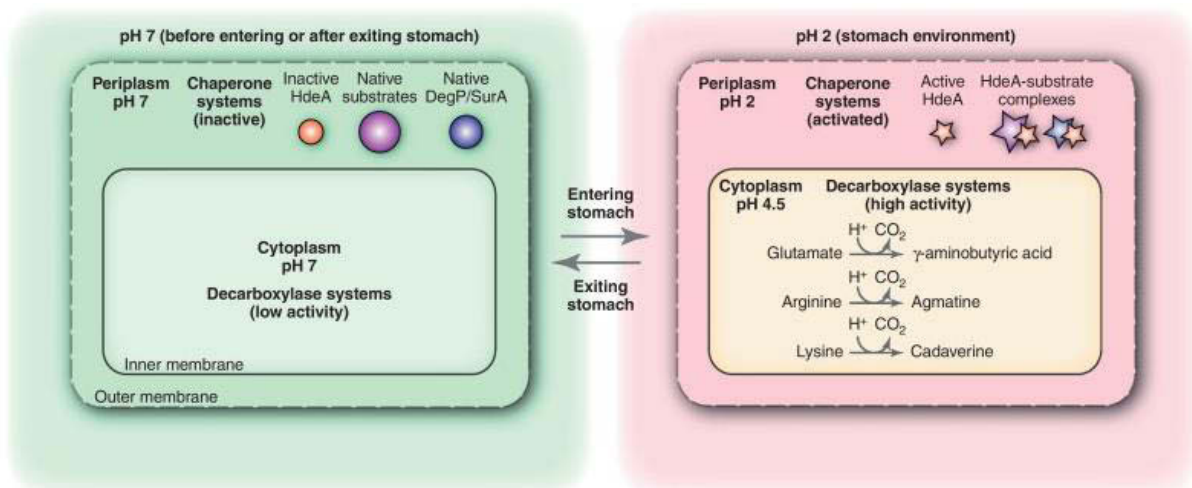 pH 7 (before entering or after exiting stomach)
Periplasm
pH 7
Chaperone
systems
(inactive)
Inactive
HdeA
Native
substrates
Native
DegP/SurA
Cytoplasm
pH 7
Decarboxylase systems
(low activity)
Inner membrane
Outer membrane
Entering
stomach
Exiting
stomach
pH 2 (stomach environment)
Periplasm
pH 2
Chaperone
systems
(activated)
Active
HdeA
HdeA-substrate
complexes
Cytoplasm
pH 4.5
Decarboxylase systems
(high activity)
H⁺ CO₂
Glutamate γ-aminobutyric acid
H⁺ CO₂
Arginine Agmatine
H⁺ CO₂
Lysine Cadaverine